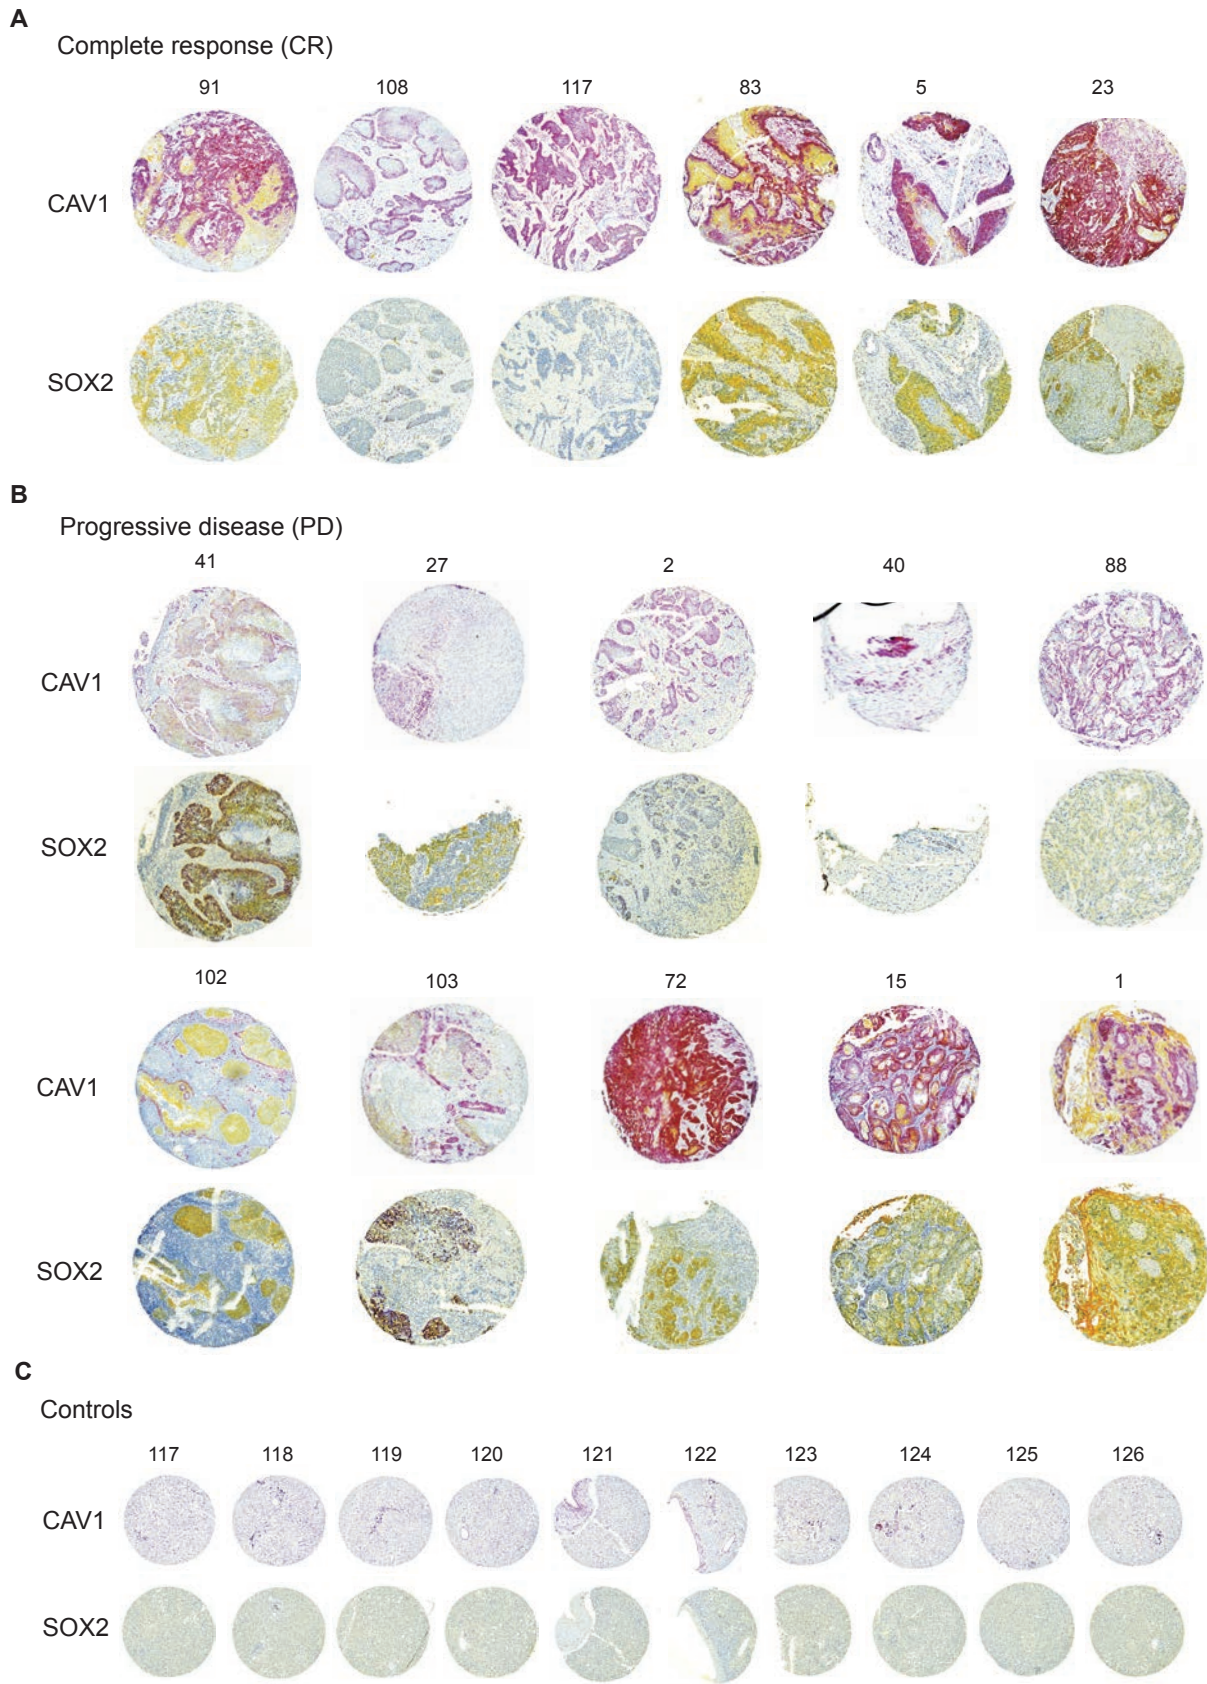 A
Complete response (CR)
91 108 117 83 5 23
CAV1
SOX2
B
Progressive disease (PD)
41 27 2 40 88
CAV1
SOX2
102 103 72 15 1
CAV1
SOX2
C
Controls
117 118 119 120 121 122 123 124 125 126
CAV1
SOX2